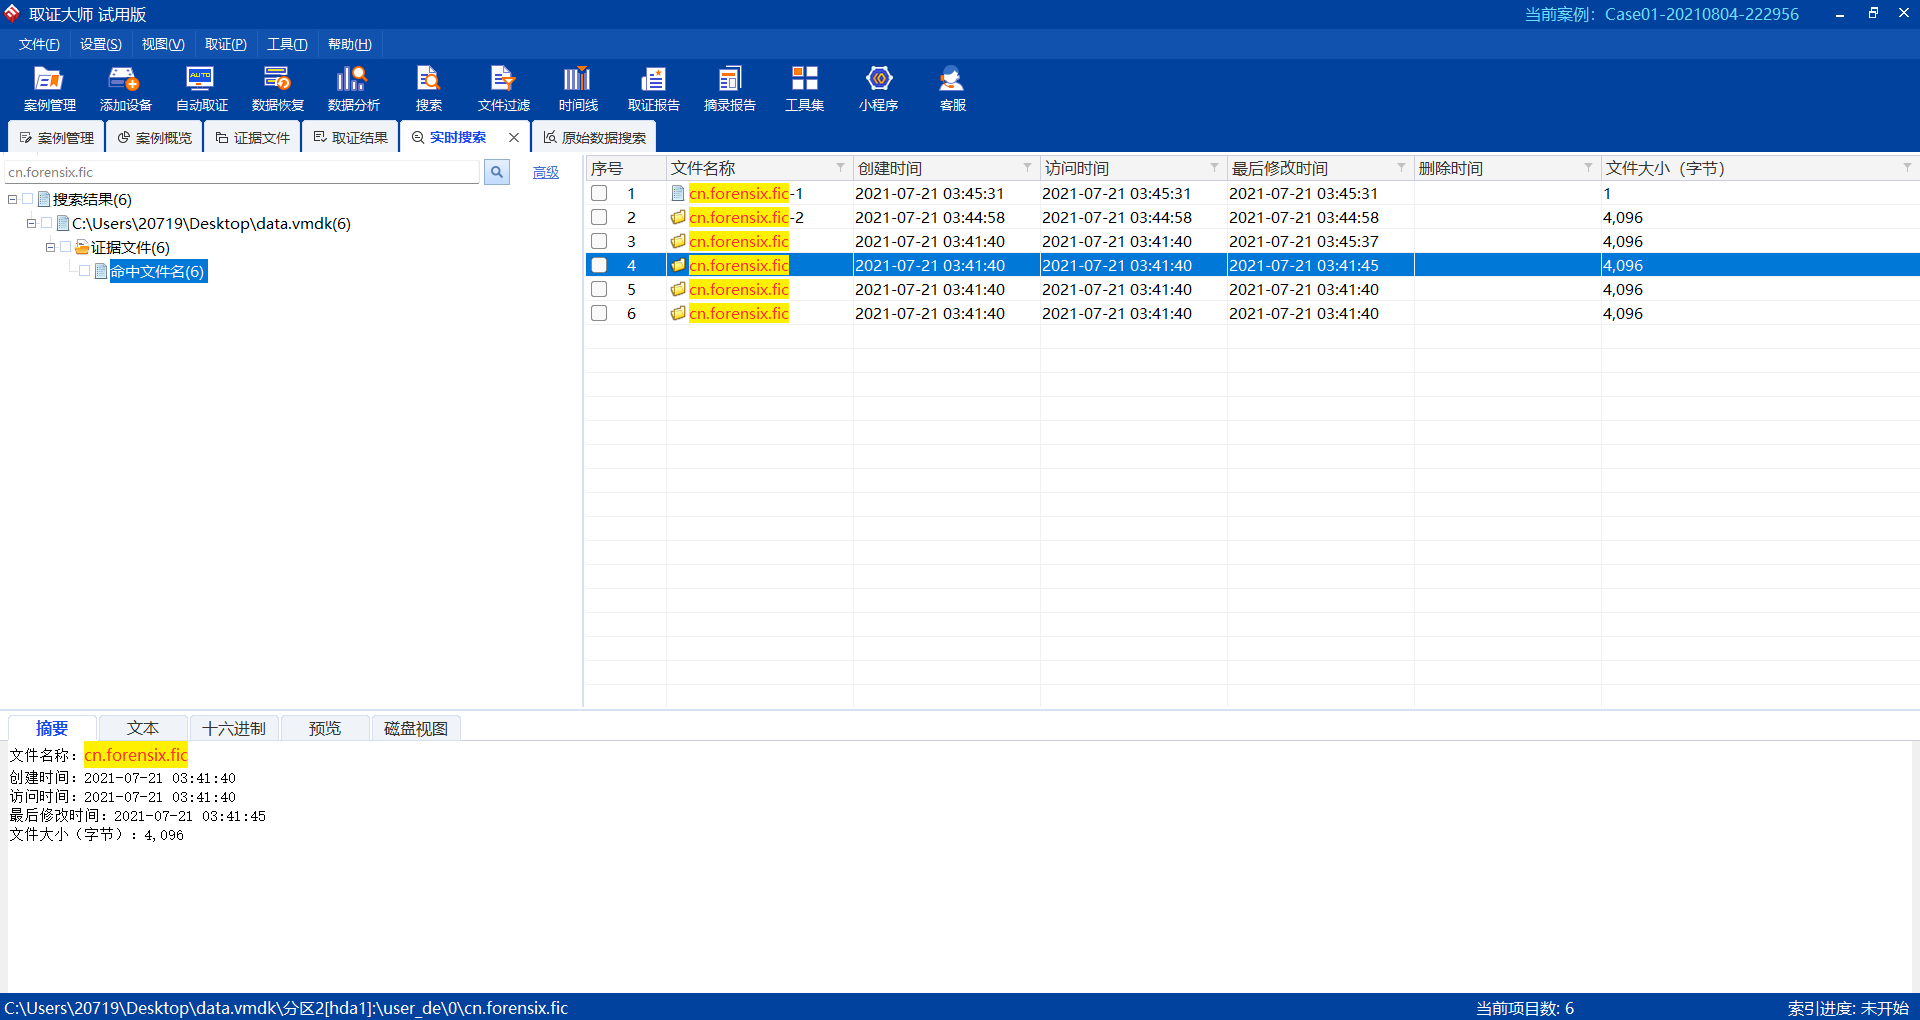 取证大师 试用版
当前案例：Case01-20210804-222956
文件(F) 设置(S) 视图(V) 取证(P) 工具(T) 帮助(H)
案例管理 添加设备 自动取证 数据恢复 数据分析 搜索 文件过滤 时间线 取证报告 摘录报告 工具集 小程序 客服
案例管理 案例概览 证据文件 取证结果 实时搜索 原始数据搜索
cn.forensix.fic 高级
搜索结果(6)
C:\Users\20719\Desktop\data.vmdk(6)
证据文件(6)
命中文件名(6)
序号 文件名称 创建时间 访问时间 最后修改时间 删除时间 文件大小（字节）
1 cn.forensix.fic-1 2021-07-21 03:45:31 2021-07-21 03:45:31 2021-07-21 03:45:31 1
2 cn.forensix.fic-2 2021-07-21 03:44:58 2021-07-21 03:44:58 2021-07-21 03:44:58 4,096
3 cn.forensix.fic 2021-07-21 03:41:40 2021-07-21 03:41:40 2021-07-21 03:45:37 4,096
4 cn.forensix.fic 2021-07-21 03:41:40 2021-07-21 03:41:40 2021-07-21 03:41:45 4,096
5 cn.forensix.fic 2021-07-21 03:41:40 2021-07-21 03:41:40 2021-07-21 03:41:40 4,096
6 cn.forensix.fic 2021-07-21 03:41:40 2021-07-21 03:41:40 2021-07-21 03:41:40 4,096
摘要 文本 十六进制 预览 磁盘视图
文件名称：cn.forensix.fic
创建时间：2021-07-21 03:41:40
访问时间：2021-07-21 03:41:40
最后修改时间：2021-07-21 03:41:45
文件大小（字节）：4,096
C:\Users\20719\Desktop\data.vmdk\分区2[hda1]:\user_de\0\cn.forensix.fic
当前项目数: 6
索引进度: 未开始